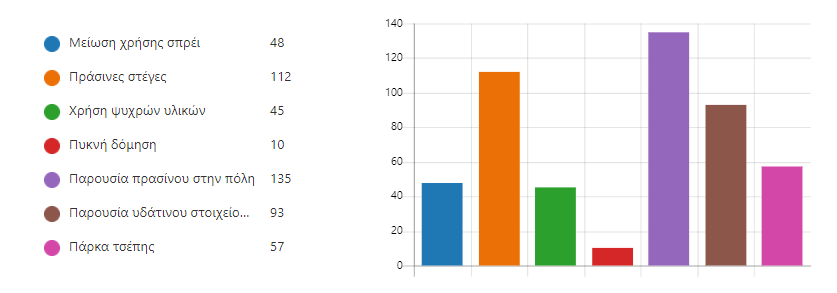 Μείωση χρήσης σπρέι 48
Πράσινες στέγες 112
Χρήση ψυχρών υλικών 45
Πυκνή δόμηση 10
Παρουσία πρασίνου στην πόλη 135
Παρουσία υδάτινου στοιχείο... 93
Πάρκα τσέπης 57
140
120
100
80
60
40
20
0